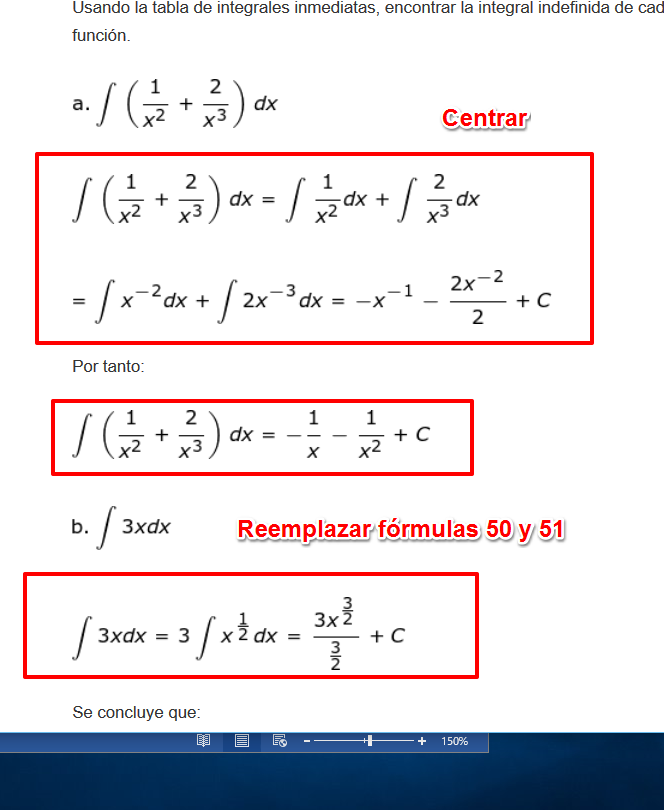 Usando la tabla de integrales inmediatas, encontrar la integral indefinida de cad
función.
a. ∫ (1/x² + 2/x³) dx
Centrar
∫ (1/x² + 2/x³) dx = ∫ 1/x² dx + ∫ 2/x³ dx
= ∫ x⁻² dx + ∫ 2x⁻³ dx = −x⁻¹ − 2x⁻²/2 + C
Por tanto:
∫ (1/x² + 2/x³) dx = −1/x − 1/x² + C
b. ∫ 3xdx
Reemplazar fórmulas 50 y 51
∫ 3xdx = 3 ∫ x^(1/2) dx = 3x^(3/2)/(3/2) + C
Se concluye que:
− + 150%